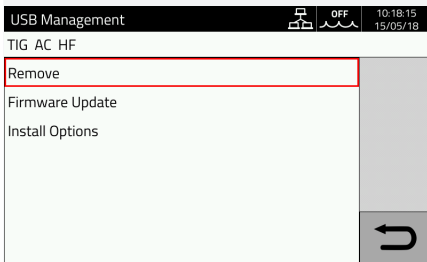 USB Management
OFF
10:18:15
15/05/18
TIG AC HF
Remove
Firmware Update
Install Options